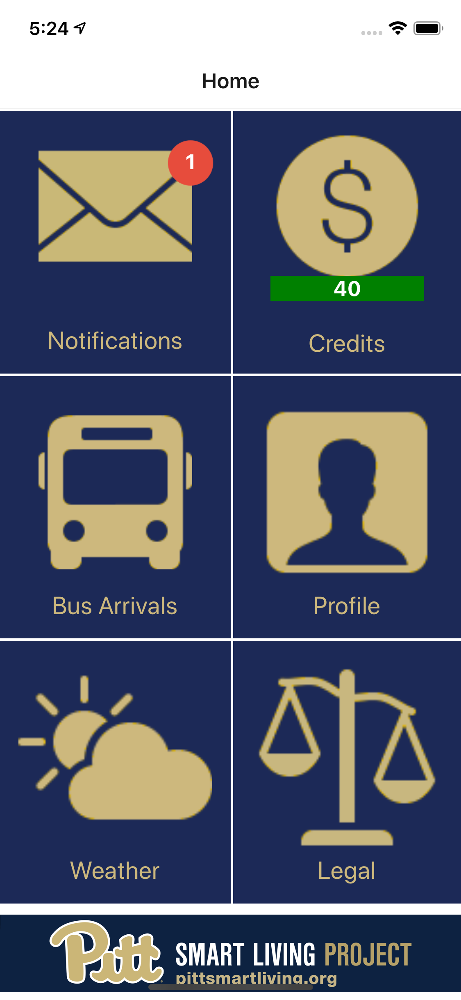 5:24
Home
1
$
40
Notifications
Credits
Bus Arrivals
Profile
Weather
Legal
Pitt
SMART LIVING PROJECT
pittsmartliving.org